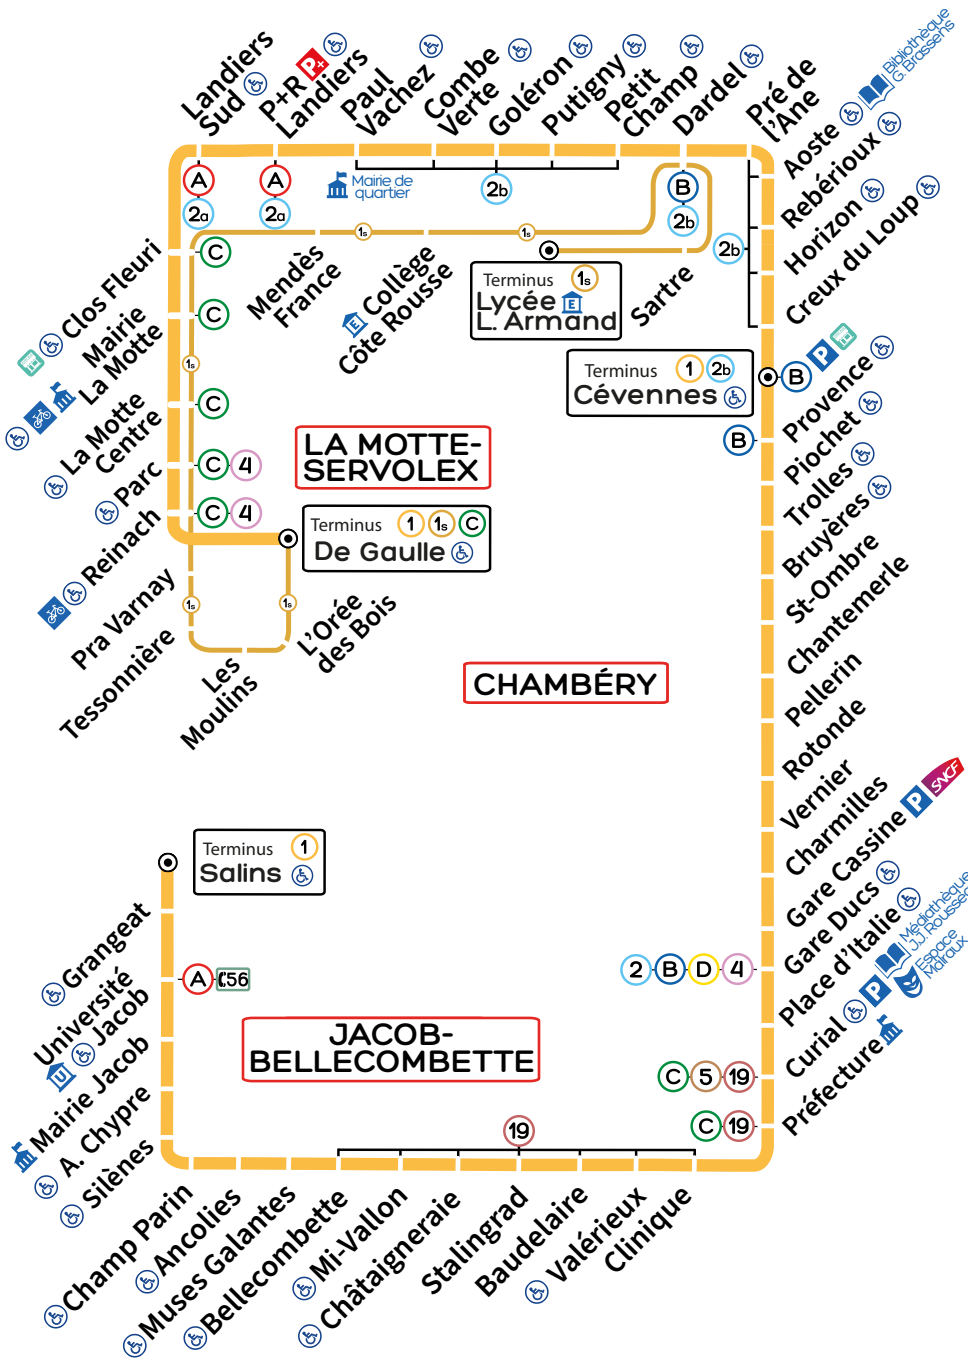 Landiers
Sud
P+R P+
Landiers
Paul
Vachez
Combe
Verte
Goléron
Putigny
Petit
Champ
Dardel
Pré de
l'Ane
Aoste
Bibliothèque
G. Brassens
Rebérioux
Horizon
Creux du Loup
A
2a
A
2a
Mairie de
quartier
2b
B
2b
2b
1s
1s
Mendès
France
E Collège
Côte Rousse
Terminus 1s
Lycée E
L. Armand
Sartre
Clos Fleuri
C
Mairie
La Motte
C
1s
La Motte
Centre
C
Parc
C 4
Reinach
C 4
Terminus 1 2b
Cévennes
B P
B
Provence
Piochet
Trolles
Bruyères
St-Ombre
Chantemerle
Pellerin
Rotonde
Vernier
Charmilles
Gare Cassine P SNCF
Gare Ducs
Place d'Italie
Médiathèque
Espace
Malraux
Curial P
Préfecture
LA MOTTE-
SERVOLEX
Terminus 1 1s C
De Gaulle
Pra Varnay
1s
1s
Tessonnière
Les
Moulins
L'Orée
des Bois
CHAMBÉRY
Terminus 1
Salins
Grangeat
Université
Jacob
U
A 56
Mairie Jacob
A. Chypre
Silènes
JACOB-
BELLECOMBETTE
2 B D 4
C 5 19
C 19
19
Champ Parin
Ancolies
Muses Galantes
Bellecombette
Mi-Vallon
Châtaigneraie
Stalingrad
Baudelaire
Valérieux
Clinique